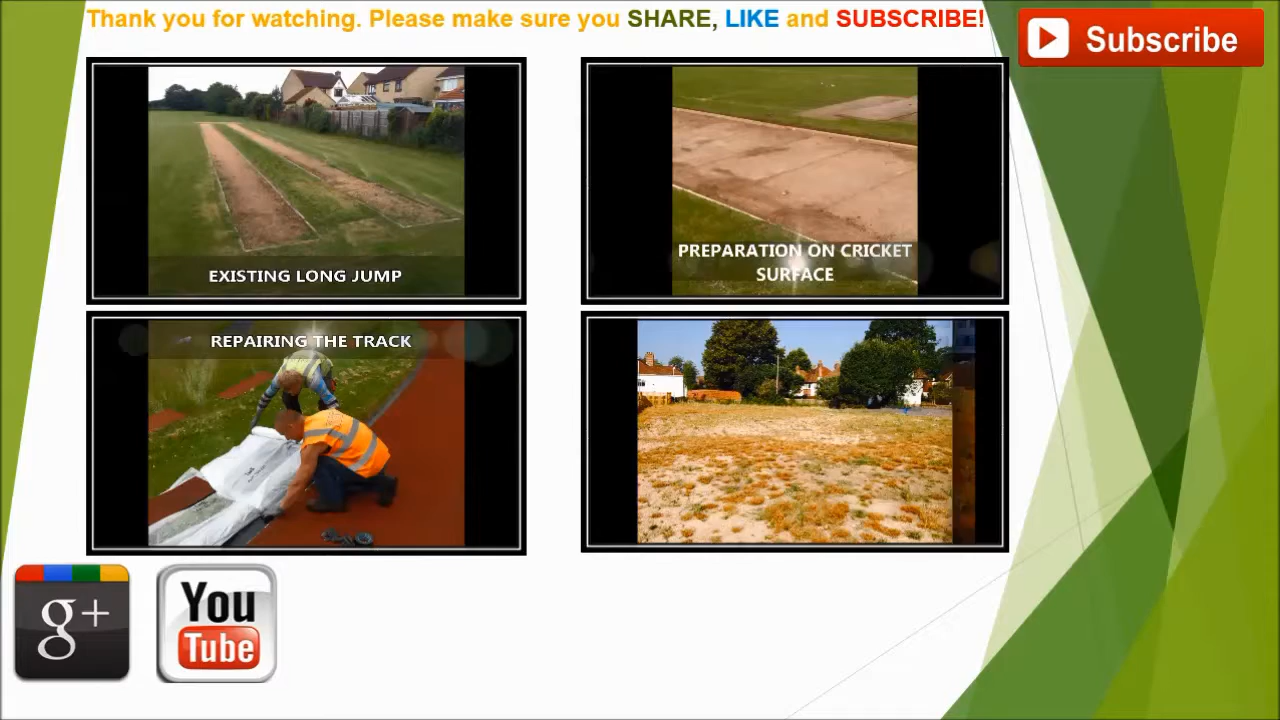 Thank you for watching. Please make sure you SHARE, LIKE and SUBSCRIBE!
Subscribe
EXISTING LONG JUMP
PREPARATION ON CRICKET
SURFACE
REPAIRING THE TRACK
g+
You
Tube